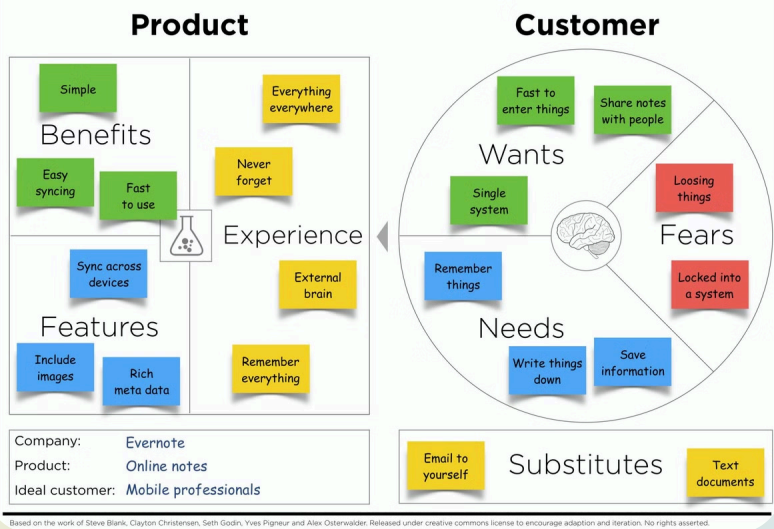 Product
Simple
Benefits
Easy
syncing
Fast
to use
Everything
everywhere
Never
forget
Experience
External
brain
Remember
everything
Sync across
devices
Features
Include
images
Rich
meta data
Customer
Fast to
enter things
Share notes
with people
Wants
Single
system
Loosing
things
Fears
Locked into
a system
Remember
things
Needs
Write things
down
Save
information
Company: Evernote
Product: Online notes
Ideal customer: Mobile professionals
Email to
yourself
Substitutes
Text
documents
Based on the work of Steve Blank, Clayton Christensen, Seth Godin, Yves Pigneur and Alex Osterwalder. Released under creative commons license to encourage adaption and iteration. No rights asserted.